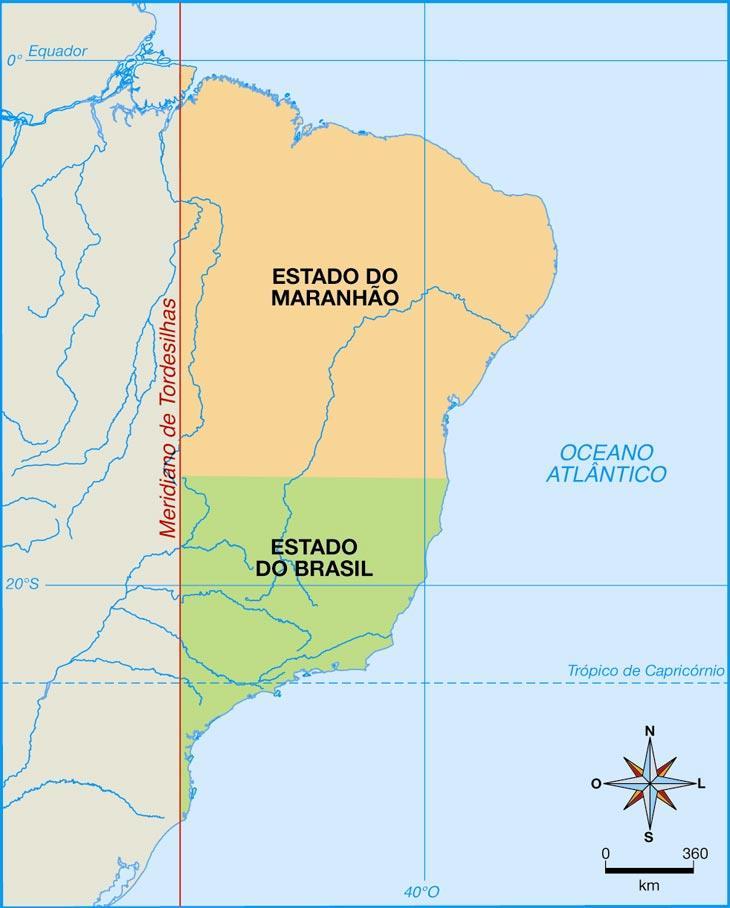 Equador
0°
ESTADO DO
MARANHÃO
Meridiano de Tordesilhas
OCEANO
ATLÂNTICO
ESTADO
DO BRASIL
20°S
Trópico de Capricórnio
N
O
L
S
0 360
km
40°O